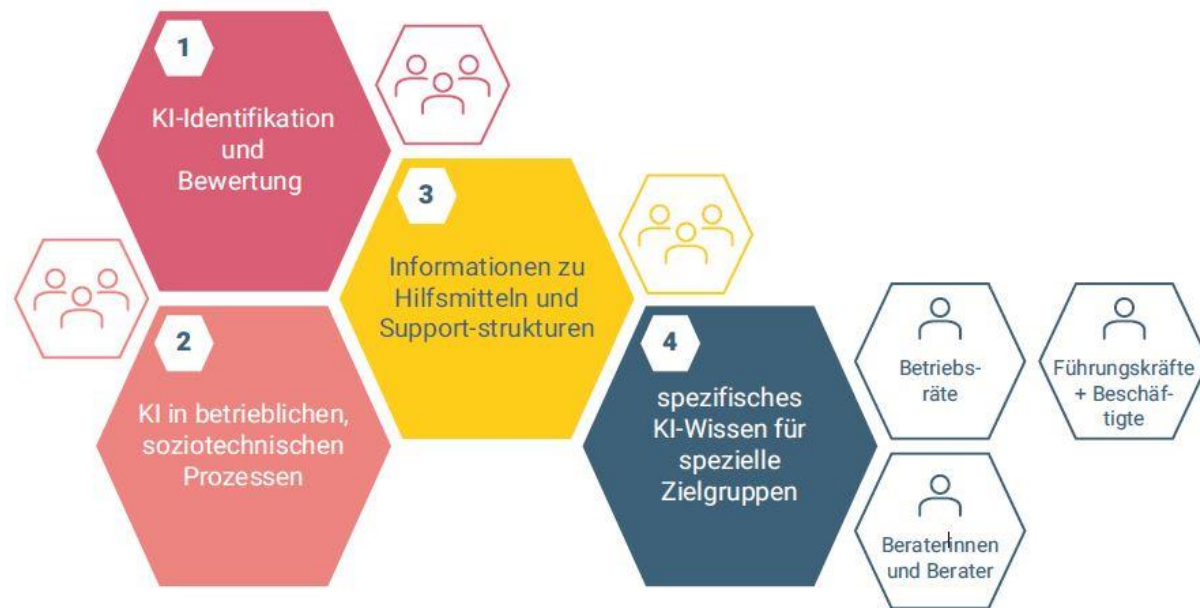 1
KI-Identifikation
und
Bewertung
2
KI in betrieblichen,
soziotechnischen
Prozessen
3
Informationen zu
Hilfsmitteln und
Support-strukturen
4
spezifisches
KI-Wissen für
spezielle
Zielgruppen
Betriebs-
räte
Führungskräfte
+ Beschäf-
tigte
Beraterinnen
und Berater